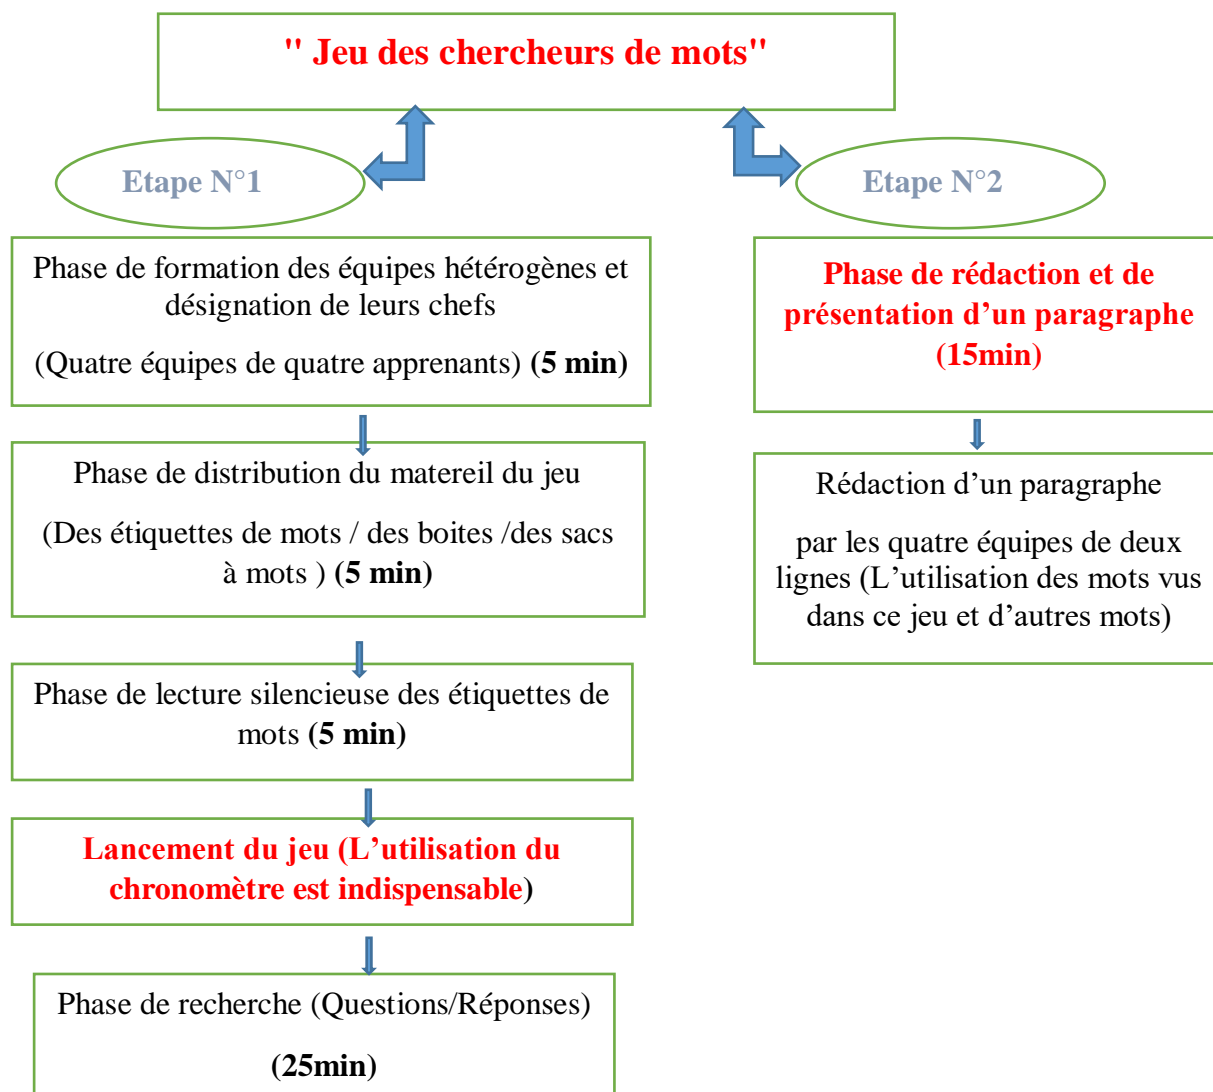 " Jeu des chercheurs de mots"
Etape N°1
Etape N°2
Phase de formation des équipes hétérogènes et
désignation de leurs chefs
(Quatre équipes de quatre apprenants) (5 min)
Phase de distribution du matereil du jeu
(Des étiquettes de mots / des boites /des sacs
à mots ) (5 min)
Phase de lecture silencieuse des étiquettes de
mots (5 min)
Lancement du jeu (L’utilisation du
chronomètre est indispensable)
Phase de recherche (Questions/Réponses)
(25min)
Phase de rédaction et de
présentation d’un paragraphe
(15min)
Rédaction d’un paragraphe
par les quatre équipes de deux
lignes (L’utilisation des mots vus
dans ce jeu et d’autres mots)